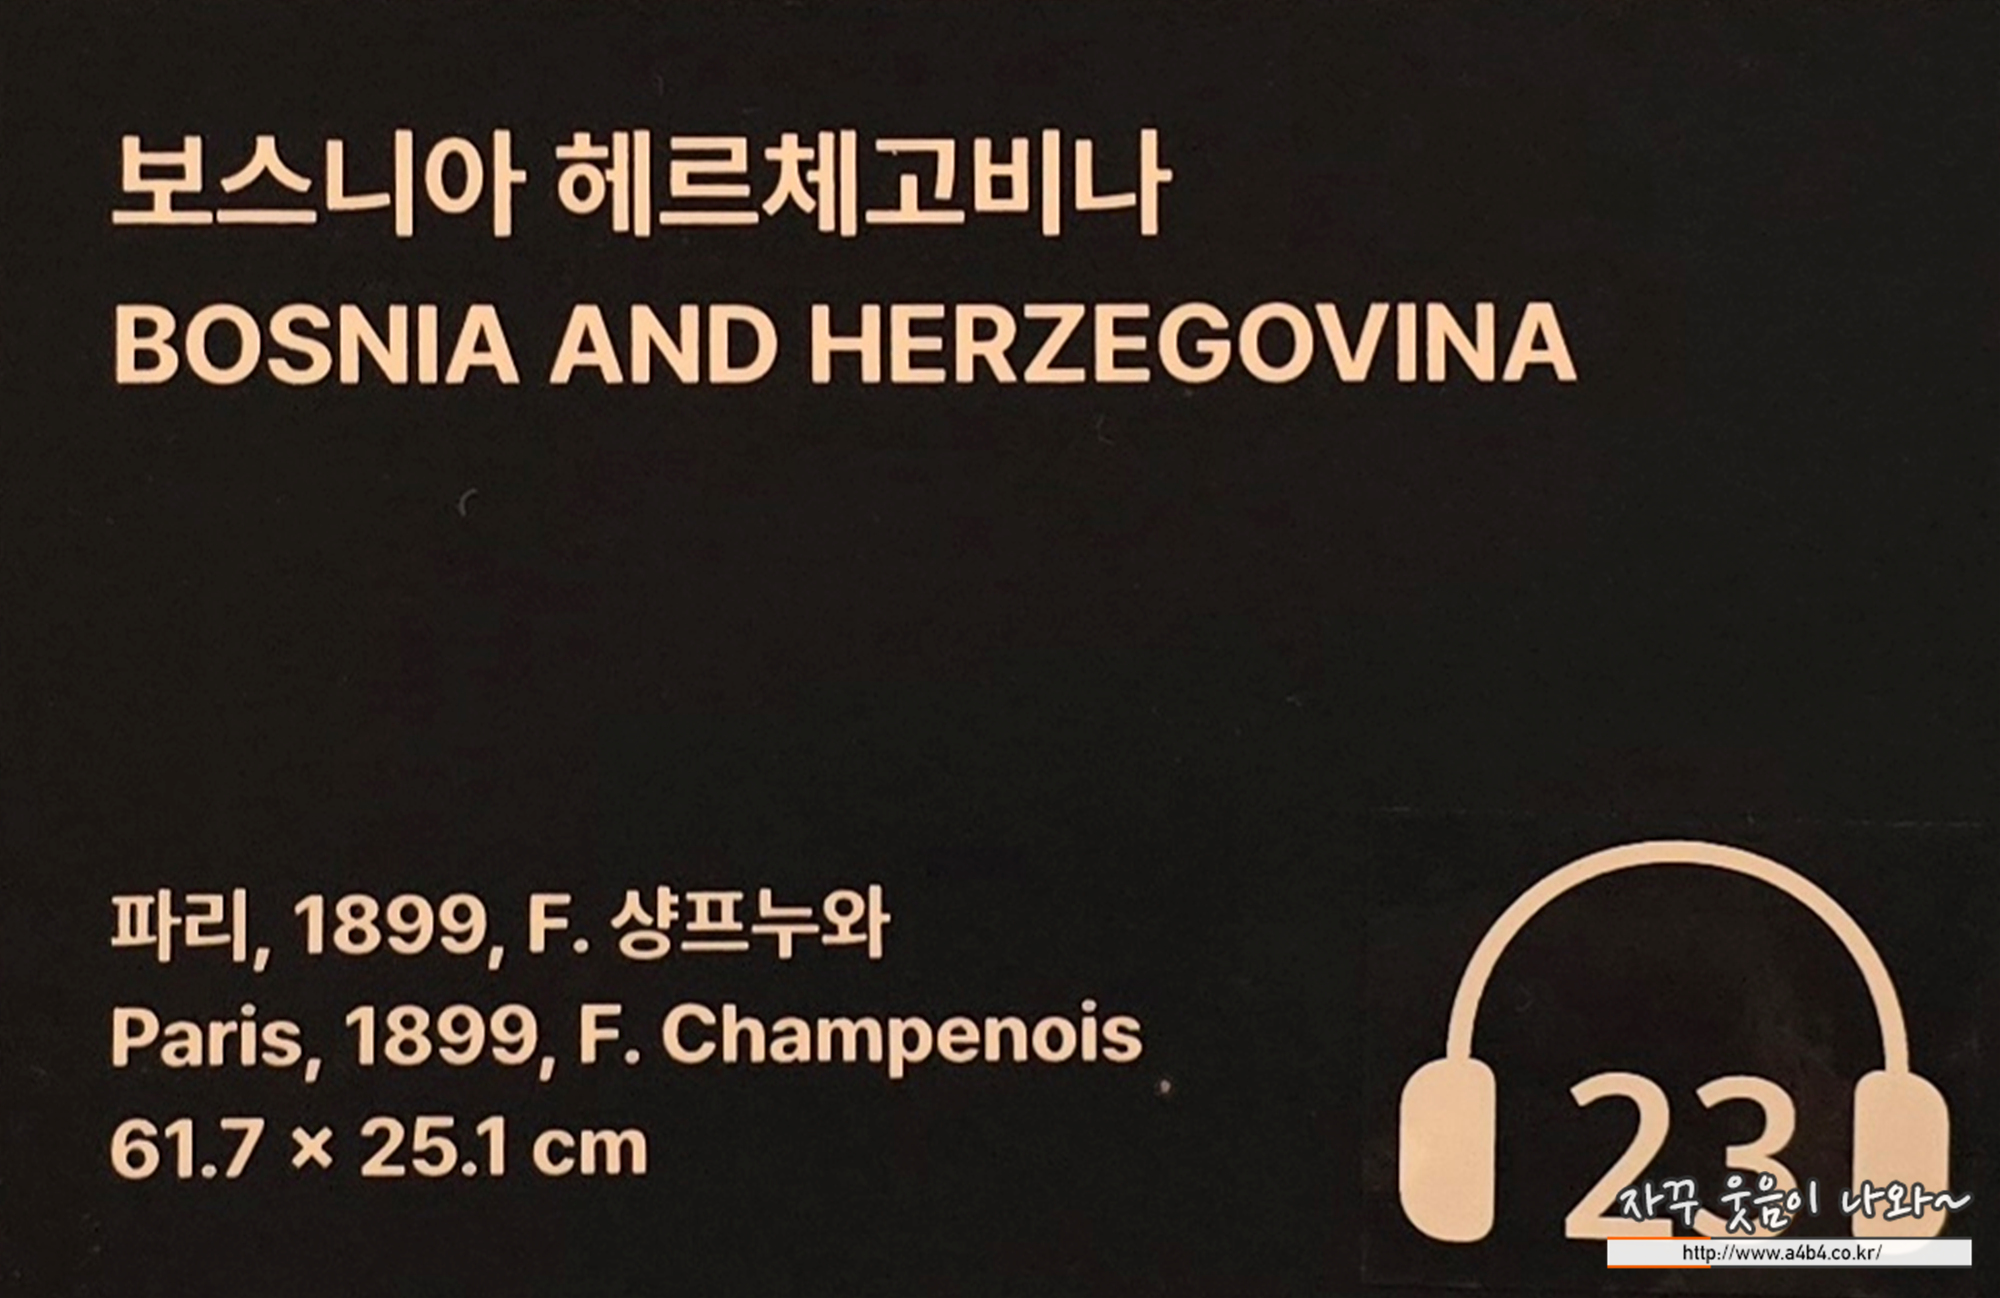 보스니아 헤르체고비나
BOSNIA AND HERZEGOVINA
파리, 1899, F. 샹프누와
Paris, 1899, F. Champenois
61.7 × 25.1 cm
23
자꾸 웃음이 나와~
http://www.a4b4.co.kr/